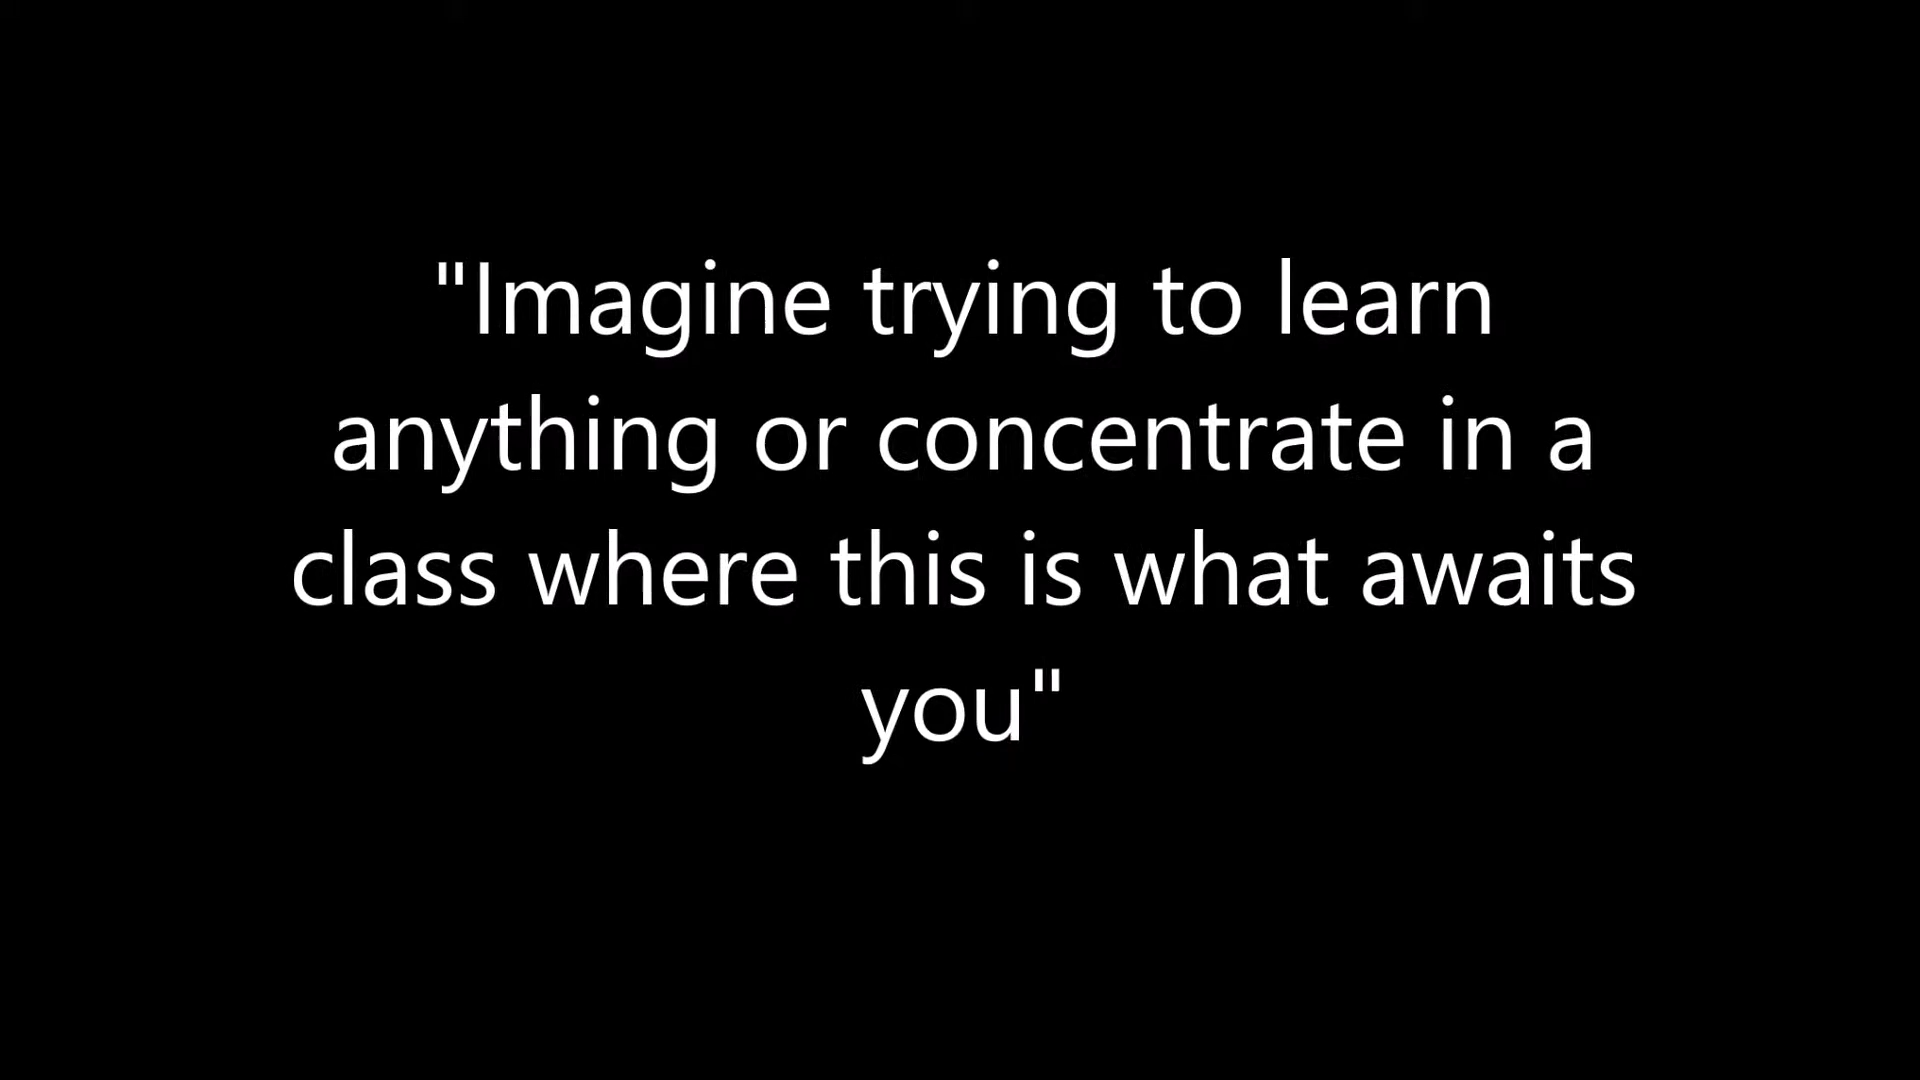 "Imagine trying to learn
anything or concentrate in a
class where this is what awaits
you"